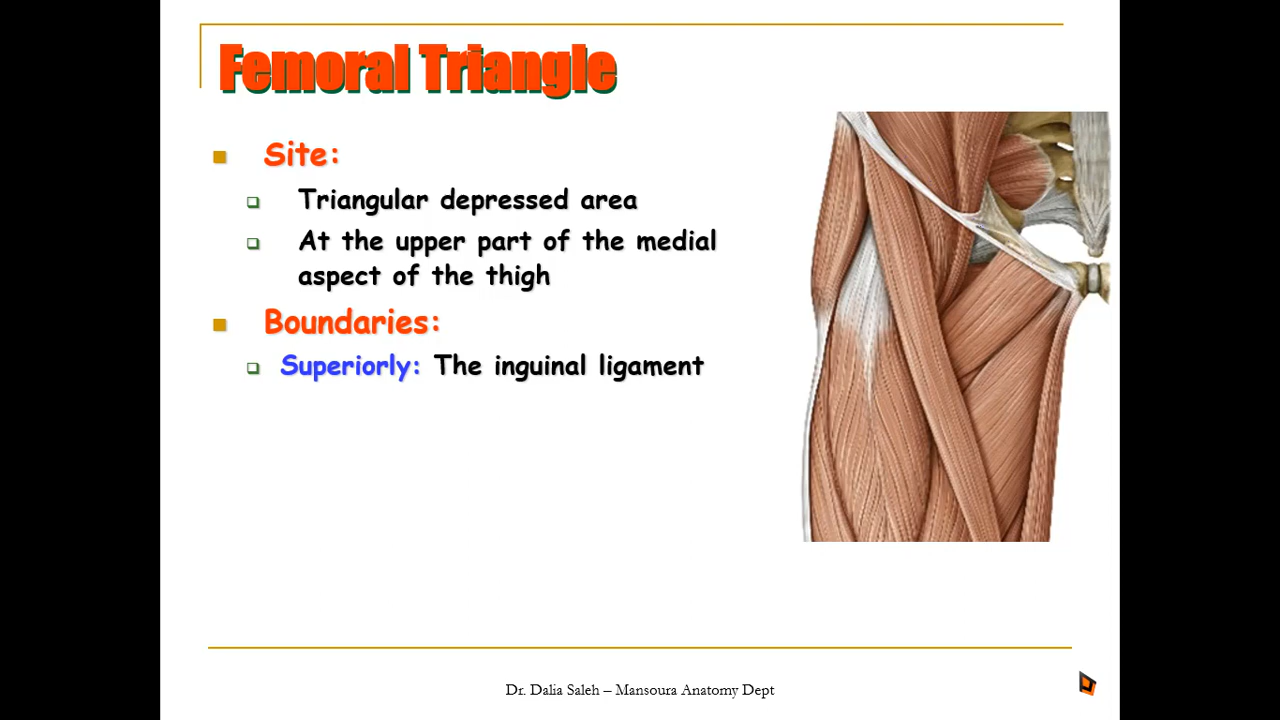 Femoral Triangle
Site:
Triangular depressed area
At the upper part of the medial
aspect of the thigh
Boundaries:
Superiorly: The inguinal ligament
Dr. Dalia Saleh – Mansoura Anatomy Dept